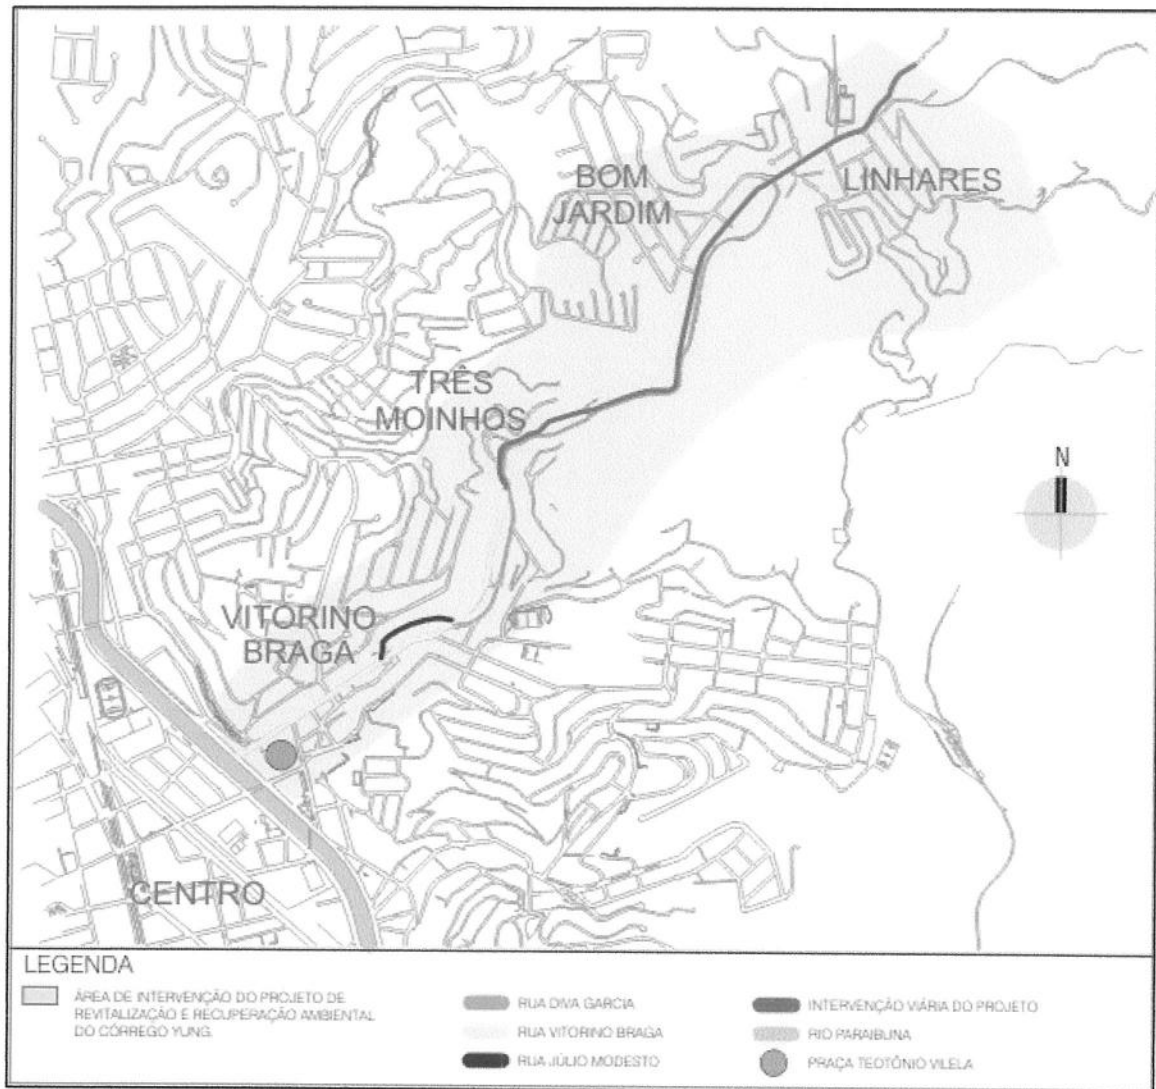 BOM
JARDIM
LINHARES
TRÊS
MOINHOS
N
VITORINO
BRAGA
CENTRO
LEGENDA
ÁREA DE INTERVENÇÃO DO PROJETO DE
REVITALIZAÇÃO E RECUPERAÇÃO AMBIENTAL
DO CÓRREGO YUNG.
RUA DIVA GARCIA
RUA VITORINO BRAGA
RUA JÚLIO MODESTO
INTERVENÇÃO VIÁRIA DO PROJETO
RIO PARAIBUNA
PRAÇA TEOTÔNIO VILELA